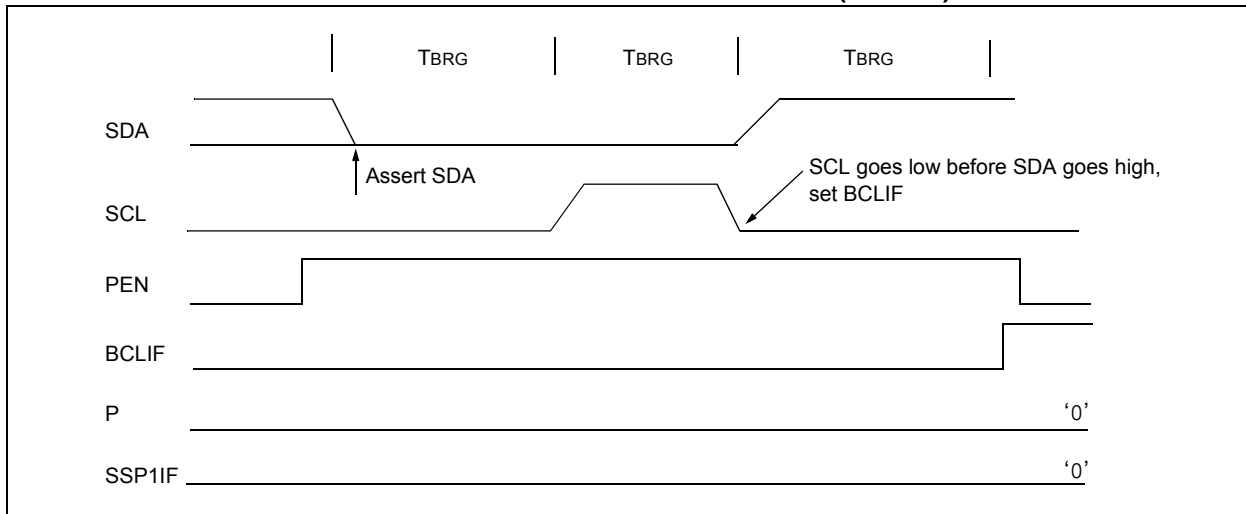 TBRG TBRG TBRG
SDA
Assert SDA
SCL goes low before SDA goes high,
set BCLIF
SCL
PEN
BCLIF
P
'0'
SSP1IF
'0'